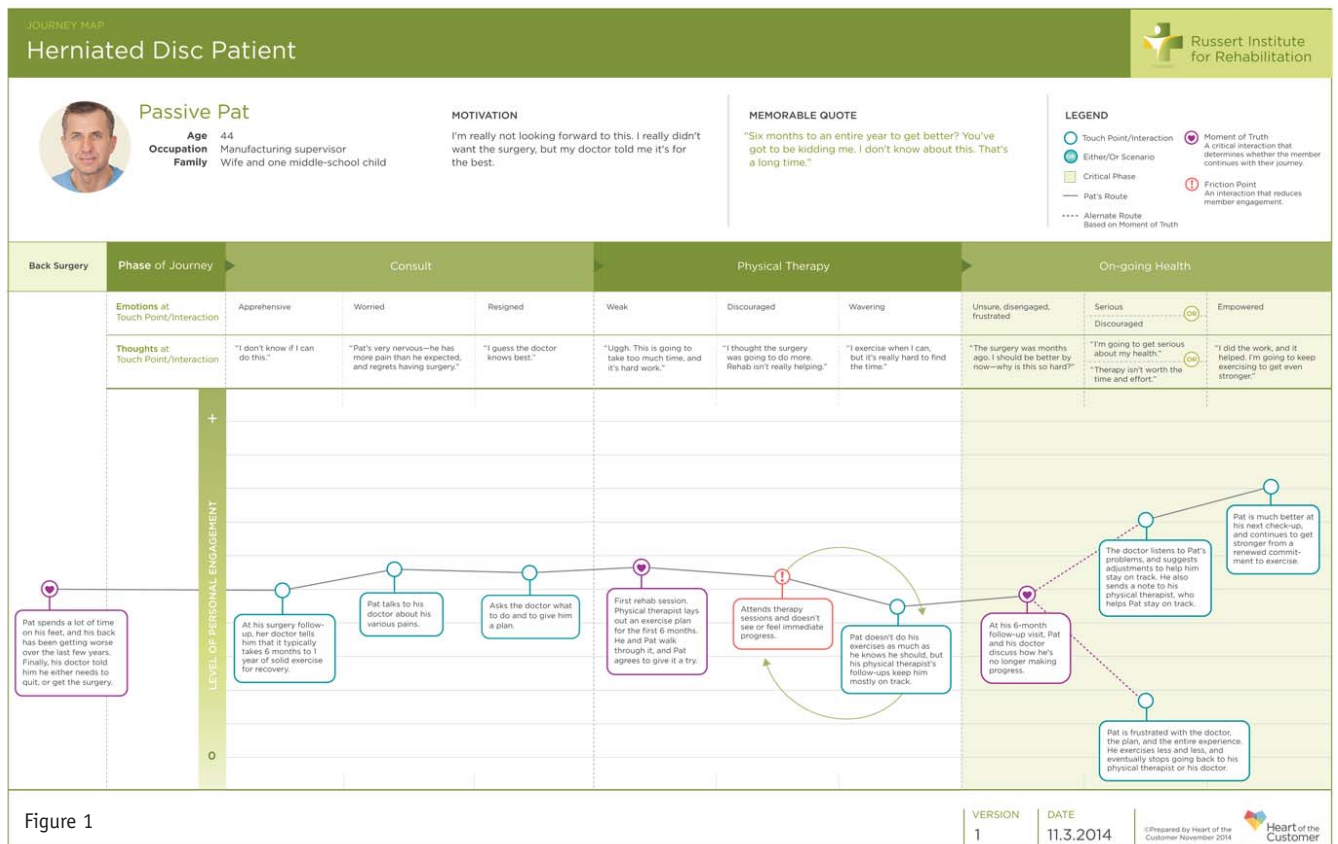 JOURNEY MAP
Herniated Disc Patient
Russert Institute
for Rehabilitation
Passive Pat
Age 44
Occupation Manufacturing supervisor
Family Wife and one middle-school child
MOTIVATION
I'm really not looking forward to this. I really didn't
want the surgery, but my doctor told me it's for
the best.
MEMORABLE QUOTE
"Six months to an entire year to get better? You've
got to be kidding me. I don't know about this. That's
a long time."
LEGEND
Touch Point/Interaction
OR Either/Or Scenario
Critical Phase
Pat's Route
Alernate Route
Based on Moment of Truth
Moment of Truth
A critical interaction that
determines whether the member
continues with their journey.
Friction Point
An interaction that reduces
member engagement.
Back Surgery
Phase of Journey
Consult
Physical Therapy
On-going Health
Emotions at
Touch Point/Interaction
Apprehensive
Worried
Resigned
Weak
Discouraged
Wavering
Unsure, disengaged,
frustrated
Serious
OR
Discouraged
Empowered
Thoughts at
Touch Point/Interaction
"I don't know if I can
do this."
"Pat's very nervous—he has
more pain than he expected,
and regrets having surgery."
"I guess the doctor
knows best."
"Uggh. This is going to
take too much time, and
it's hard work."
"I thought the surgery
was going to do more.
Rehab isn't really helping."
"I exercise when I can,
but it's really hard to find
the time."
"The surgery was months
ago. I should be better by
now—why is this so hard?"
"I'm going to get serious
about my health."
OR
"Therapy isn't worth the
time and effort."
"I did the work, and it
helped. I'm going to keep
exercising to get even
stronger."
+
LEVEL OF PERSONAL ENGAGEMENT
0
Pat spends a lot of time
on his feet, and his back
has been getting worse
over the last few years.
Finally, his doctor told
him he either needs to
quit, or get the surgery.
At his surgery follow-
up, her doctor tells
him that it typically
takes 6 months to 1
year of solid exercise
for recovery.
Pat talks to his
doctor about his
various pains.
Asks the doctor what
to do and to give him
a plan.
First rehab session.
Physical therapist lays
out an exercise plan
for the first 6 months.
He and Pat walk
through it, and Pat
agrees to give it a try.
Attends therapy
sessions and doesn't
see or feel immediate
progress.
Pat doesn't do his
exercises as much as
he knows he should, but
his physical therapist's
follow-ups keep him
mostly on track.
At his 6-month
follow-up visit, Pat
and his doctor
discuss how he's
no longer making
progress.
The doctor listens to Pat's
problems, and suggests
adjustments to help him
stay on track. He also
sends a note to his
physical therapist, who
helps Pat stay on track.
Pat is much better at
his next check-up,
and continues to get
stronger from a
renewed commit-
ment to exercise.
Pat is frustrated with the doctor,
the plan, and the entire experience.
He exercises less and less, and
eventually stops going back to his
physical therapist or his doctor.
Figure 1
VERSION
1
DATE
11.3.2014
©Prepared by Heart of the
Customer November 2014
Heart of the
Customer